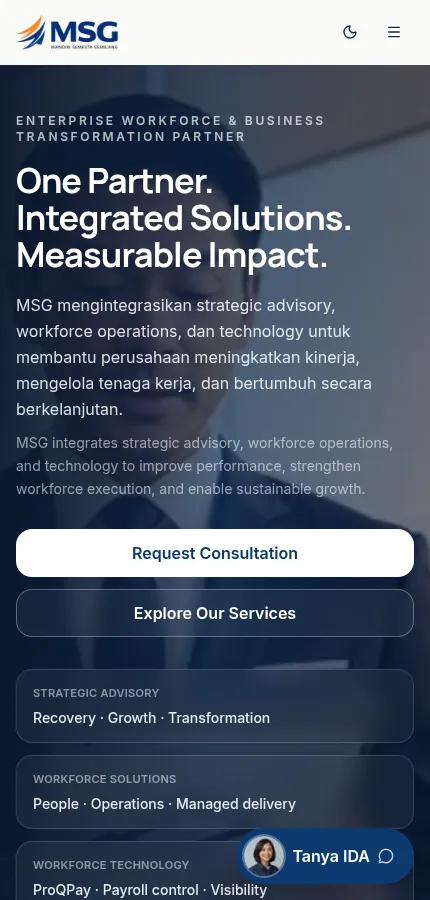 MSG
MANDIRI SEMESTA GEMILANG
ENTERPRISE WORKFORCE & BUSINESS
TRANSFORMATION PARTNER
One Partner.
Integrated Solutions.
Measurable Impact.
MSG mengintegrasikan strategic advisory,
workforce operations, dan technology untuk
membantu perusahaan meningkatkan kinerja,
mengelola tenaga kerja, dan bertumbuh secara
berkelanjutan.
MSG integrates strategic advisory, workforce operations,
and technology to improve performance, strengthen
workforce execution, and enable sustainable growth.
Request Consultation
Explore Our Services
STRATEGIC ADVISORY
Recovery · Growth · Transformation
WORKFORCE SOLUTIONS
People · Operations · Managed delivery
WORKFORCE TECHNOLOGY
ProQPay · Payroll control · Visibility
Tanya IDA